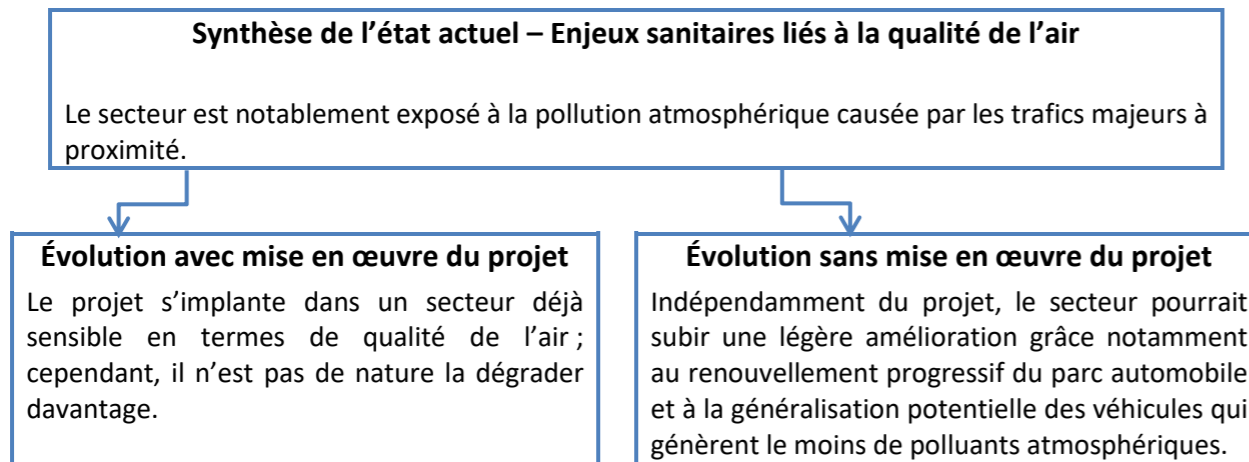 Synthèse de l’état actuel – Enjeux sanitaires liés à la qualité de l’air
Le secteur est notablement exposé à la pollution atmosphérique causée par les trafics majeurs à
proximité.
Évolution avec mise en œuvre du projet
Le projet s’implante dans un secteur déjà
sensible en termes de qualité de l’air ;
cependant, il n’est pas de nature la dégrader
davantage.
Évolution sans mise en œuvre du projet
Indépendamment du projet, le secteur pourrait
subir une légère amélioration grâce notamment
au renouvellement progressif du parc automobile
et à la généralisation potentielle des véhicules qui
génèrent le moins de polluants atmosphériques.